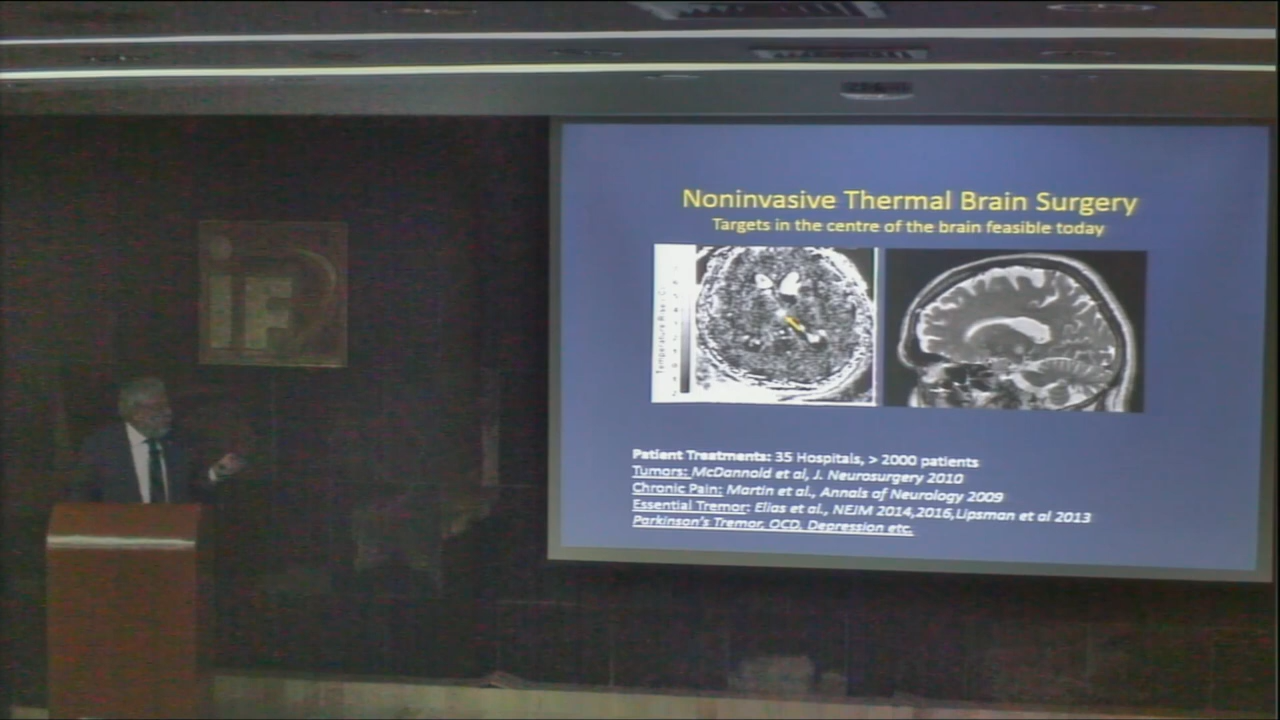 iF
Noninvasive Thermal Brain Surgery
Targets in the centre of the brain feasible today
Temperature Rise
Patient Treatments: 35 Hospitals, > 2000 patients
Tumors: McDannold et al, J. Neurosurgery 2010
Chronic Pain: Martin et al., Annals of Neurology 2009
Essential Tremor: Elias et al., NEJM 2014,2016,Lipsman et al 2013
Parkinson's Tremor, OCD, Depression etc.